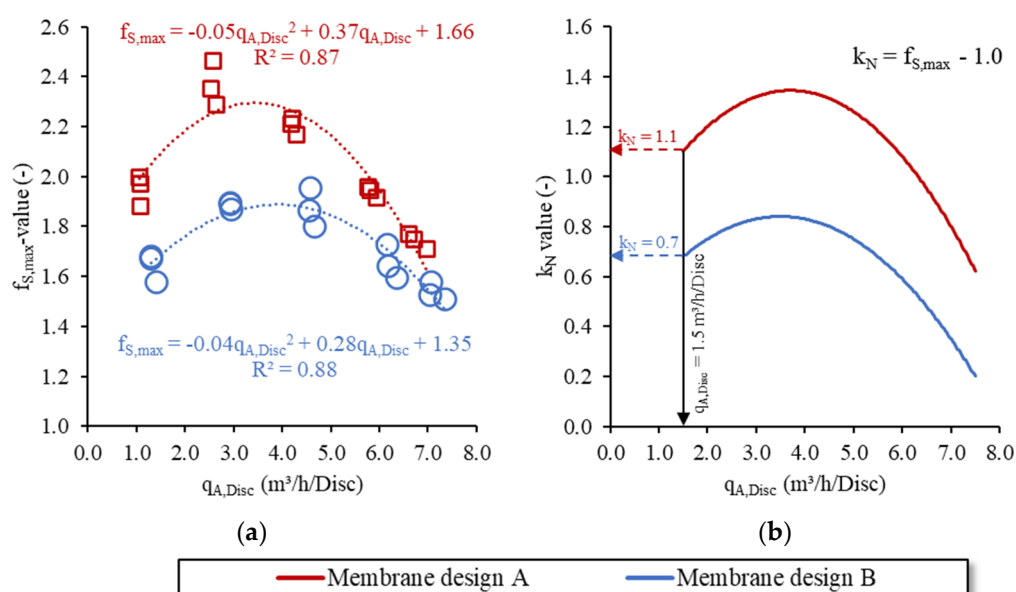 f_S,max = -0.05q_A,Disc² + 0.37q_A,Disc + 1.66
R² = 0.87
2.6
2.4
2.2
2.0
1.8
1.6
1.4
1.2
1.0
f_S,max-value (-)
f_S,max = -0.04q_A,Disc² + 0.28q_A,Disc + 1.35
R² = 0.88
0.0 1.0 2.0 3.0 4.0 5.0 6.0 7.0 8.0
q_A,Disc (m³/h/Disc)
(a)
k_N = f_S,max - 1.0
1.6
1.4
1.2
1.0
0.8
0.6
0.4
0.2
0.0
k_N value (-)
k_N = 1.1
k_N = 0.7
q_A,Disc = 1.5 m³/h/Disc
0.0 1.0 2.0 3.0 4.0 5.0 6.0 7.0 8.0
q_A,Disc (m³/h/Disc)
(b)
Membrane design A Membrane design B